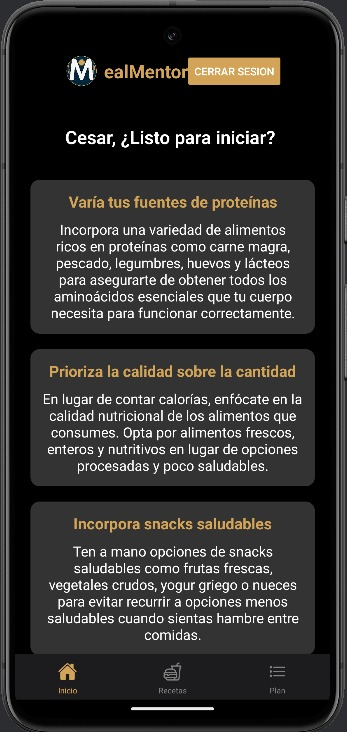 M ealMentor CERRAR SESION
Cesar, ¿Listo para iniciar?
Varía tus fuentes de proteínas
Incorpora una variedad de alimentos
ricos en proteínas como carne magra,
pescado, legumbres, huevos y lácteos
para asegurarte de obtener todos los
aminoácidos esenciales que tu cuerpo
necesita para funcionar correctamente.
Prioriza la calidad sobre la cantidad
En lugar de contar calorías, enfócate en la
calidad nutricional de los alimentos que
consumes. Opta por alimentos frescos,
enteros y nutritivos en lugar de opciones
procesadas y poco saludables.
Incorpora snacks saludables
Ten a mano opciones de snacks
saludables como frutas frescas,
vegetales crudos, yogur griego o nueces
para evitar recurrir a opciones menos
saludables cuando sientas hambre entre
comidas.
Inicio Recetas Plan